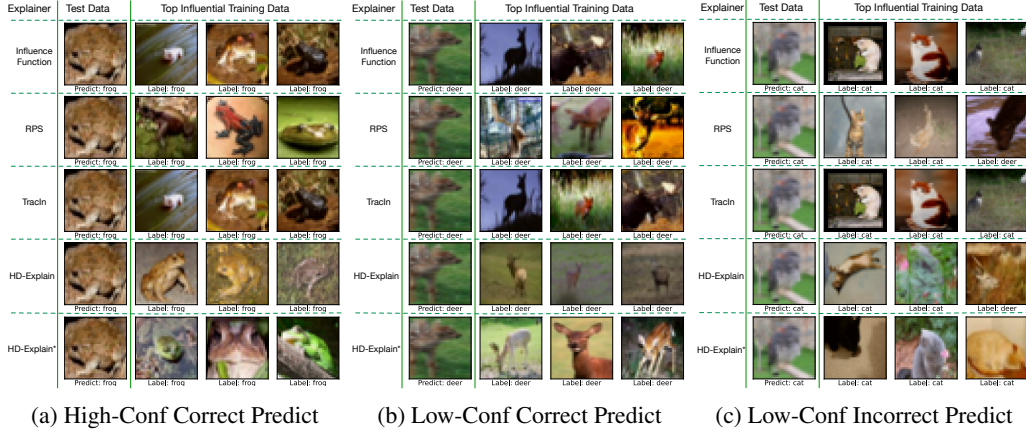 Explainer Test Data Top Influential Training Data
Influence
Function
Predict: frog Label: frog Label: frog Label: frog
RPS
Predict: frog Label: frog Label: frog Label: frog
TracIn
Predict: frog Label: frog Label: frog Label: frog
HD-Explain
Predict: frog Label: frog Label: frog Label: frog
HD-Explain*
Predict: frog Label: frog Label: frog Label: frog
(a) High-Conf Correct Predict
Explainer Test Data Top Influential Training Data
Influence
Function
Predict: deer Label: deer Label: deer Label: deer
RPS
Predict: deer Label: deer Label: deer Label: deer
TracIn
Predict: deer Label: deer Label: deer Label: deer
HD-Explain
Predict: deer Label: deer Label: deer Label: deer
HD-Explain*
Predict: deer Label: deer Label: deer Label: deer
(b) Low-Conf Correct Predict
Explainer Test Data Top Influential Training Data
Influence
Function
Predict: cat Label: cat Label: cat Label: cat
RPS
Predict: cat Label: cat Label: cat Label: deer
TracIn
Predict: cat Label: cat Label: cat Label: cat
HD-Explain
Predict: cat Label: cat Label: cat Label: deer
HD-Explain*
Predict: cat Label: cat Label: cat Label: cat
(c) Low-Conf Incorrect Predict